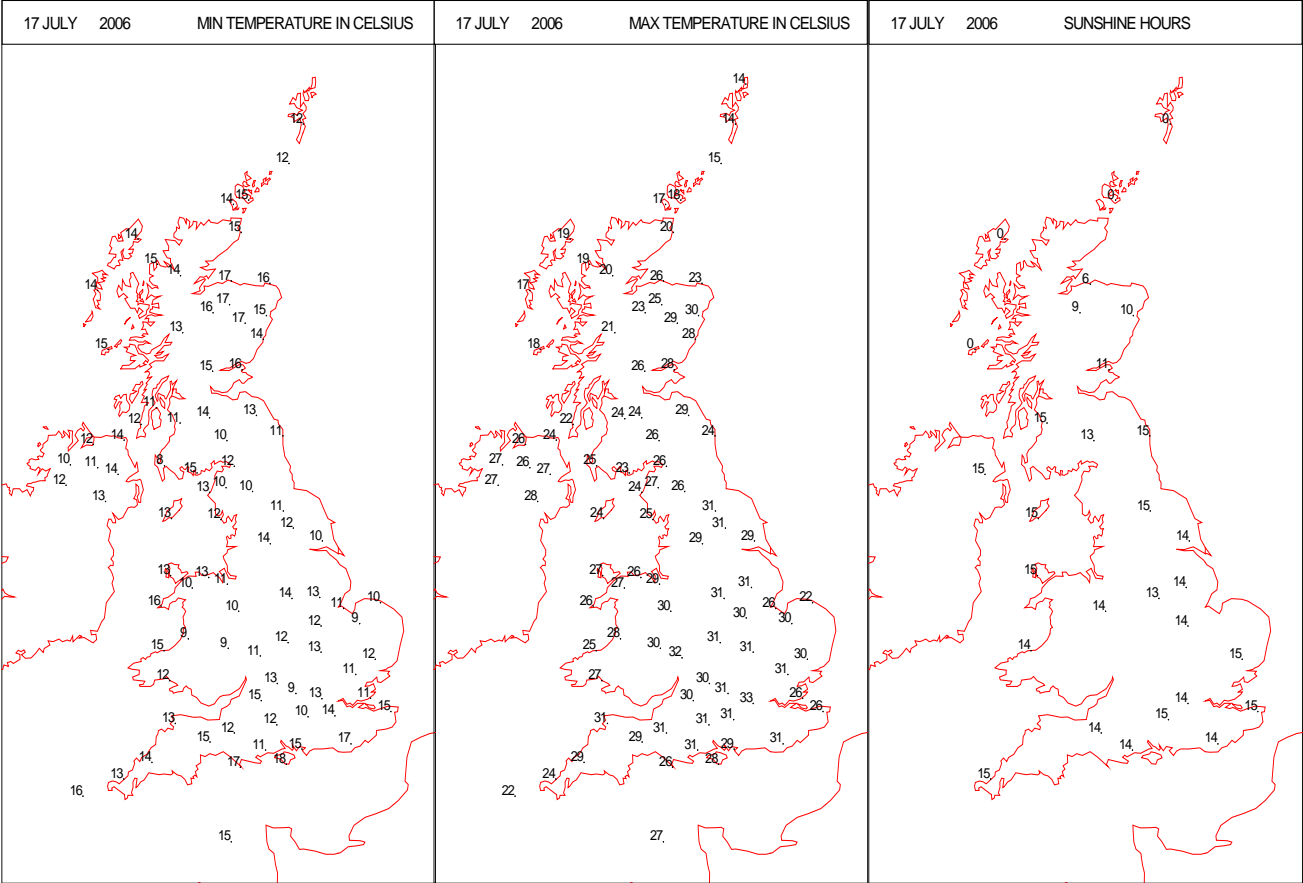 17 JULY 2006 MIN TEMPERATURE IN CELSIUS
12
12
14 15
15
14
15 14
14 17 16
16 17 15
17
13 14
15
15 16
11
12 11 14 13
12 14 10 11
10 11 14 8 15 12
12 13 13 10 10
13 12 11
12
14 10
13 10 13 11
16 10 14 13 11 10
9 12 9
15 9 11 12 13 12
12 13 9 11
15 13 11
13 12 12 10 14 15
15 11 15 17
14 17 18
13
16
15
17 JULY 2006 MAX TEMPERATURE IN CELSIUS
14
14
15
17 18
20
19
19 20
17 26 23
23 25 30
29
21 28
18
26 28
22 24 24 29
26 24 26 24
27 26 27 25 23 26
27 28 24 27 26
24 25 31
31
29 29
27 27 26 29
26 30 31 31 26 22
28 30 30
25 30 32 31 31 30
27 30 31 31
30 33 26
31 31 31 31 26
29 31 29 31
29 26 28
24
22
27
17 JULY 2006 SUNSHINE HOURS
0
0
0
6
9 10
0
11
15 13 15
15
15 15
14
15 14
14 13
14
14 15
14
14 13 15
14 14
15